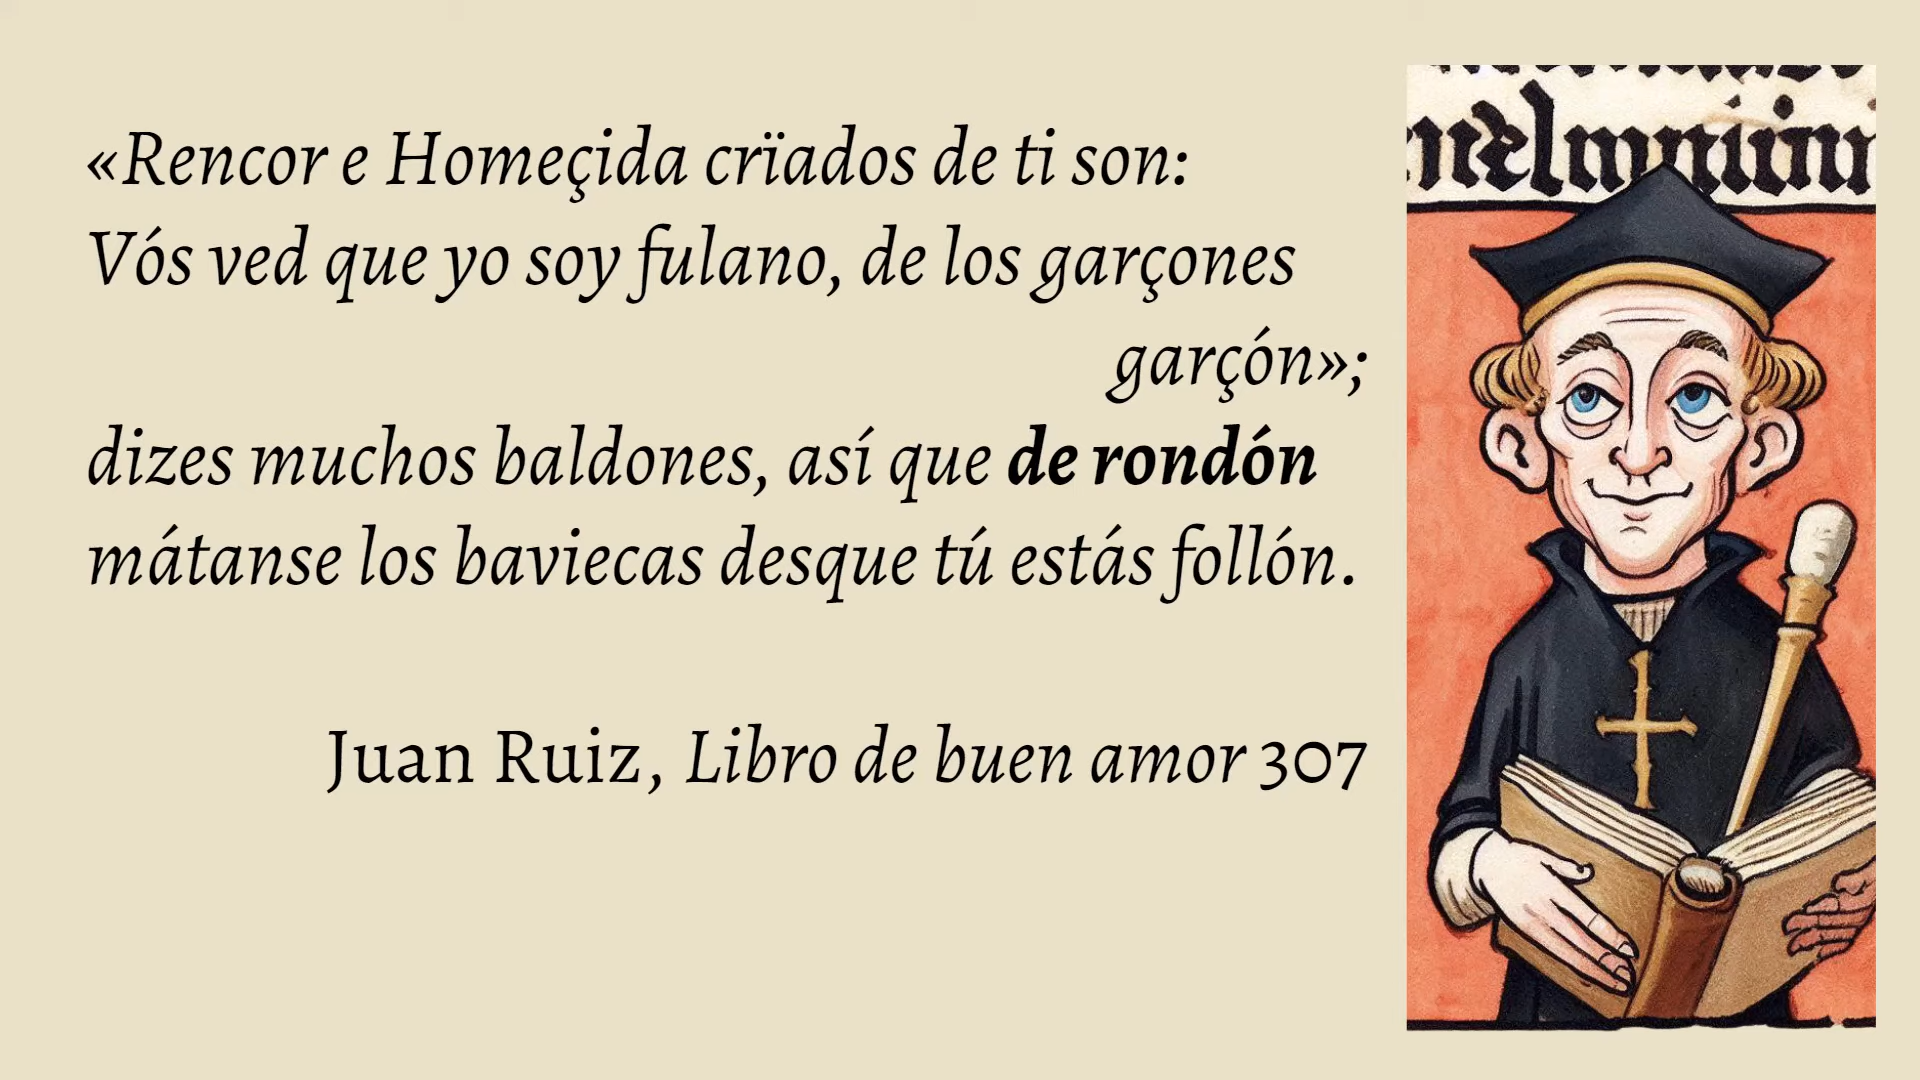 «Rencor e Homeçida crïados de ti son:
Vós ved que yo soy fulano, de los garçones
garçón»;
dizes muchos baldones, así que de rondón
mátanse los baviecas desque tú estás follón.
Juan Ruiz, Libro de buen amor 307